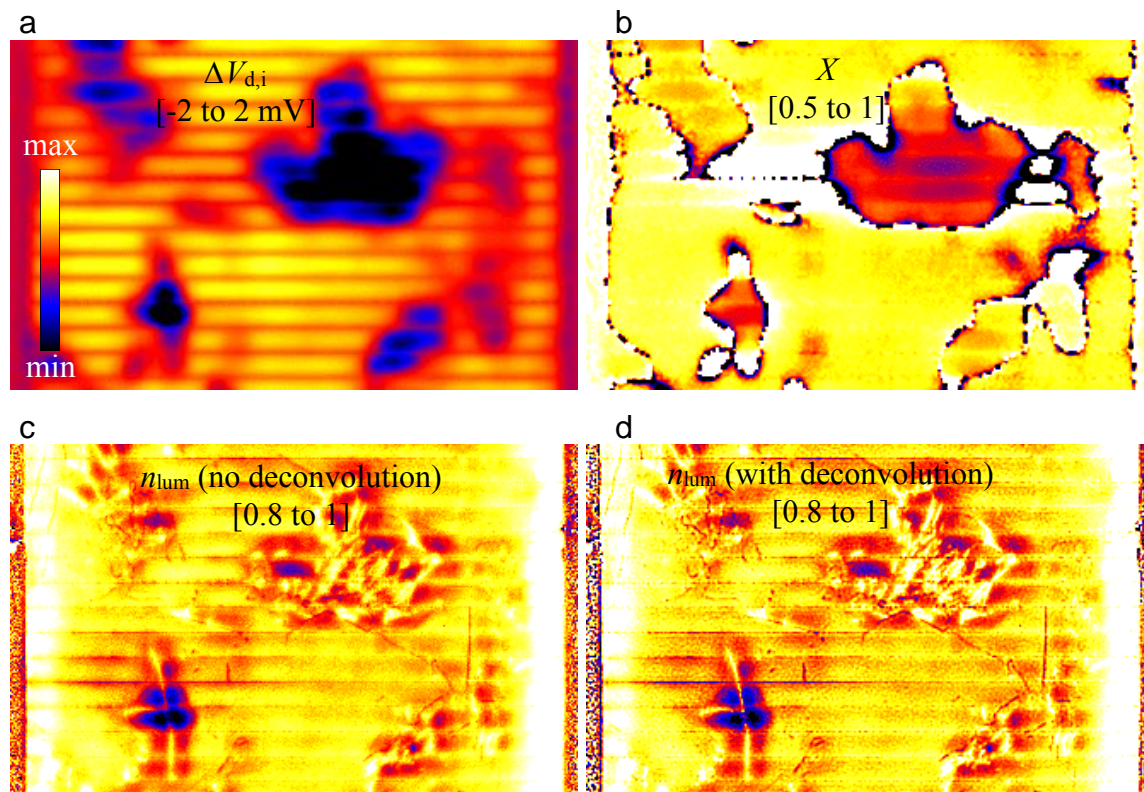 a
ΔVd,i
[-2 to 2 mV]
max
min
b
X
[0.5 to 1]
c
nlum (no deconvolution)
[0.8 to 1]
d
nlum (with deconvolution)
[0.8 to 1]